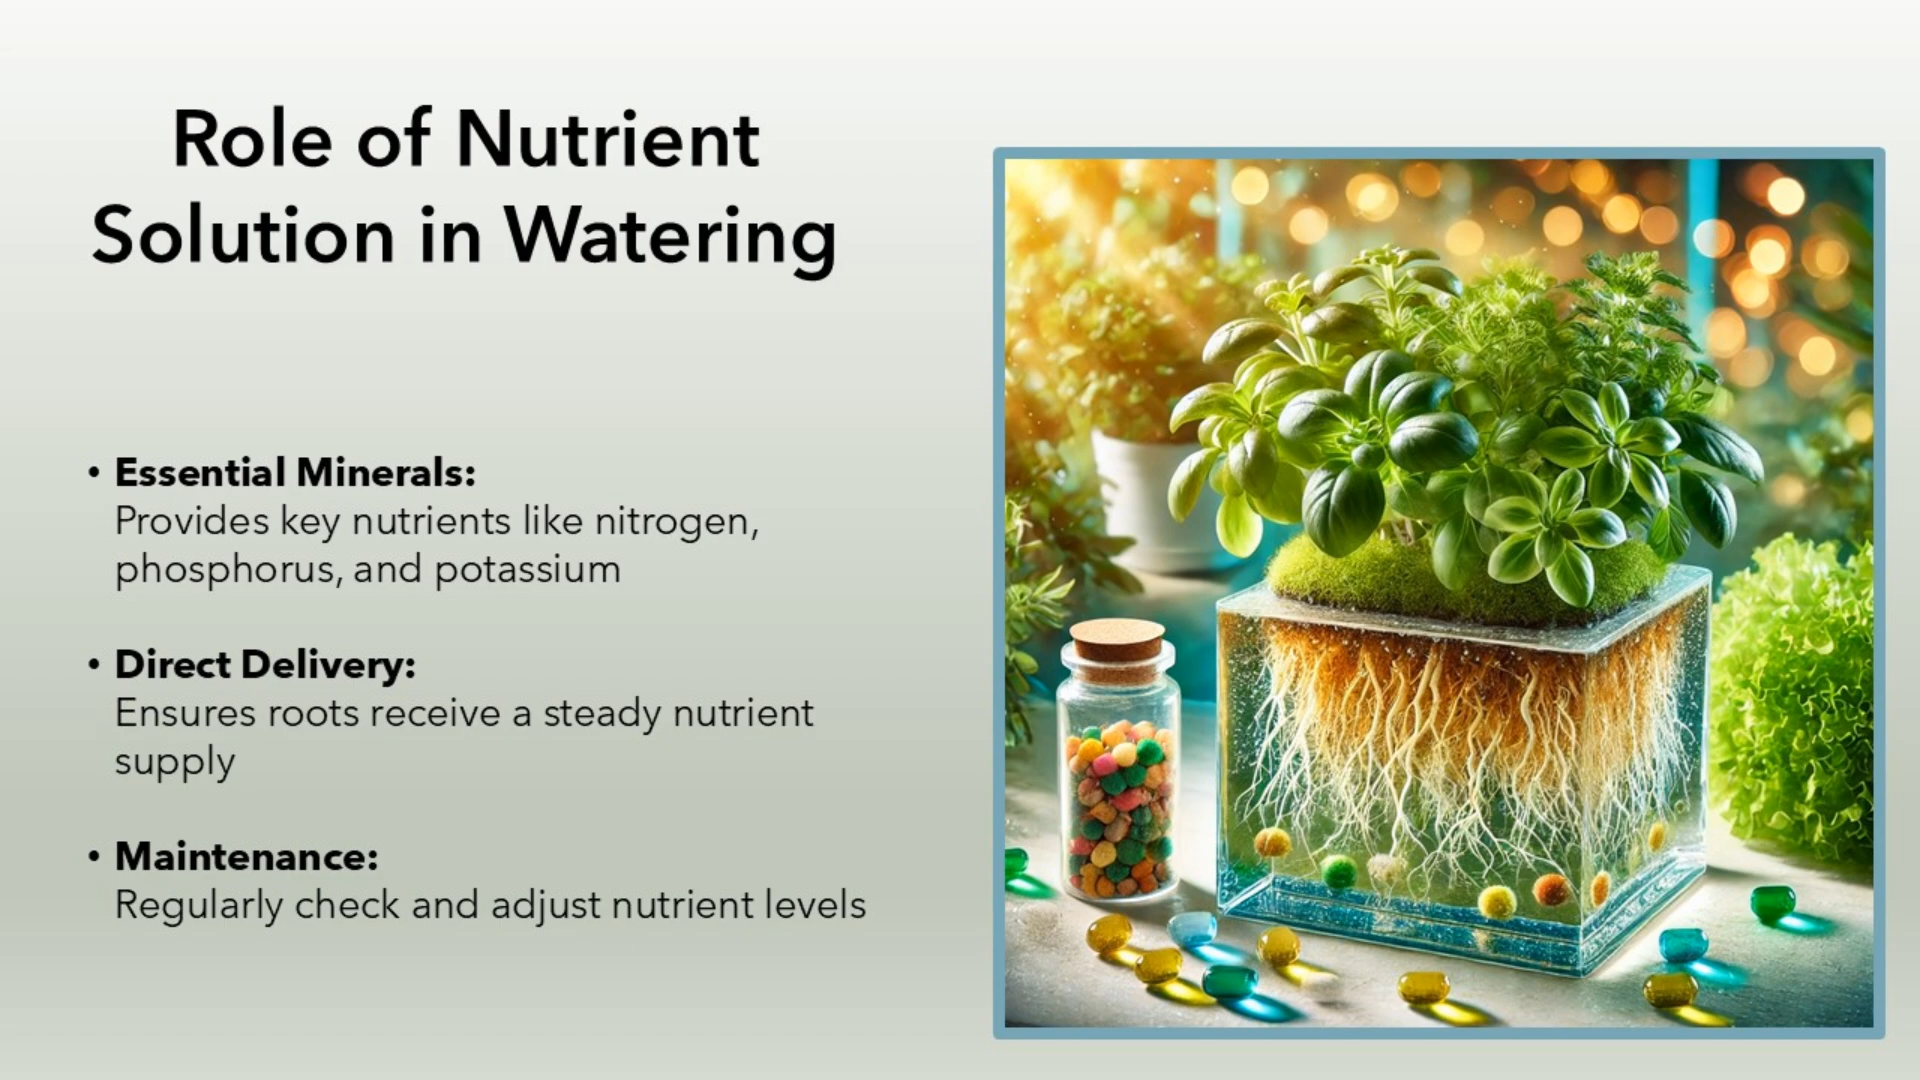 Role of Nutrient
Solution in Watering
• Essential Minerals:
Provides key nutrients like nitrogen,
phosphorus, and potassium
• Direct Delivery:
Ensures roots receive a steady nutrient
supply
• Maintenance:
Regularly check and adjust nutrient levels